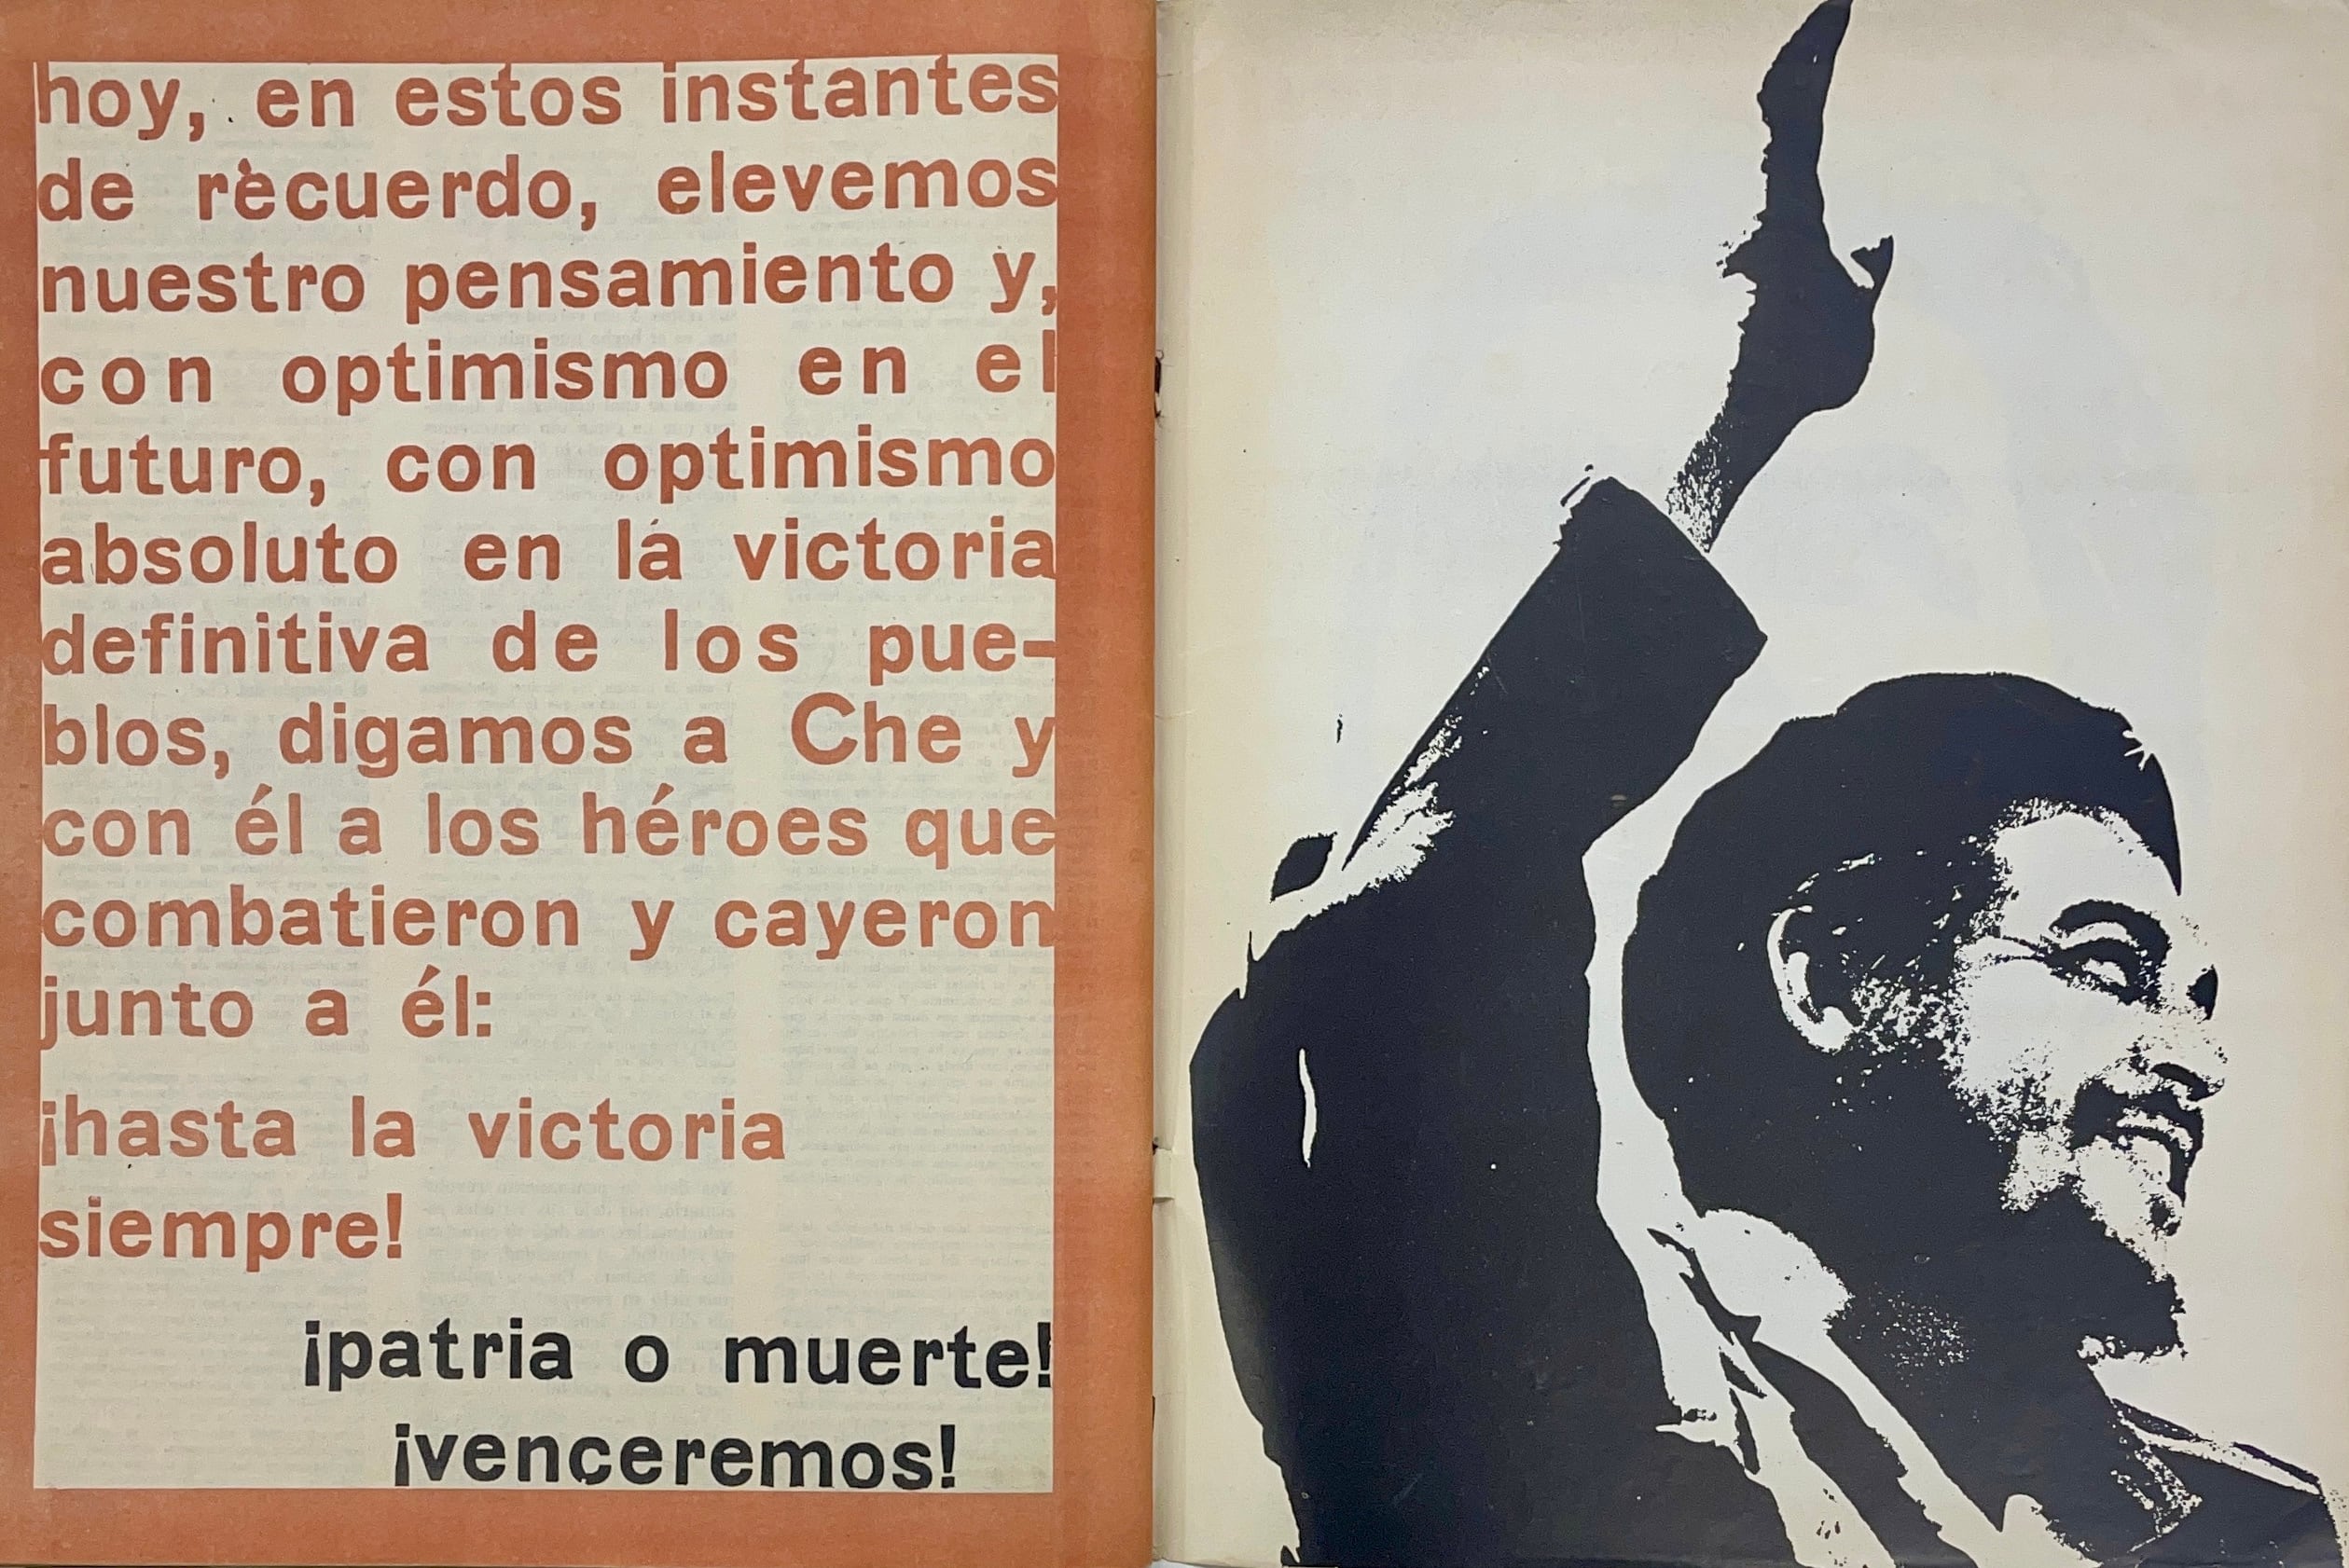 hoy, en estos instantes
de recuerdo, elevemos
nuestro pensamiento y,
con optimismo en el
futuro, con optimismo
absoluto en la victoria
definitiva de los pue-
blos, digamos a Che y
con él a los héroes que
combatieron y cayeron
junto a él:
¡hasta la victoria
siempre!
¡patria o muerte!
¡venceremos!